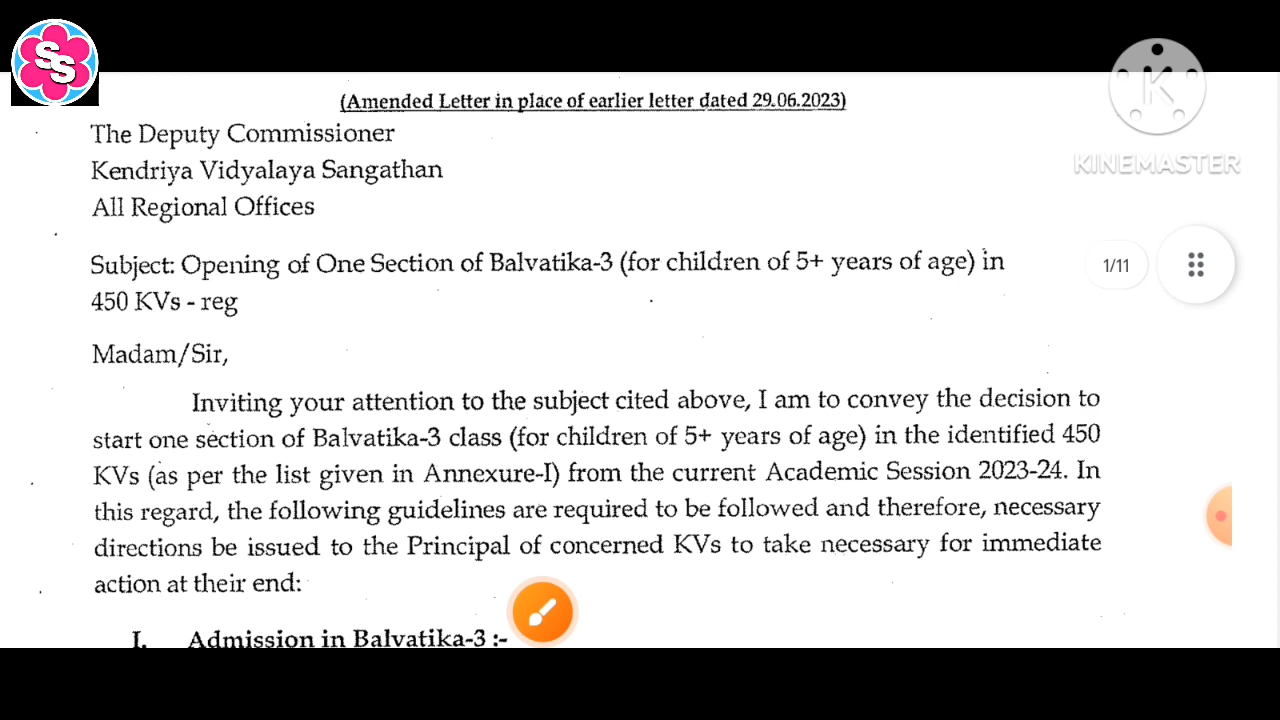 SS
KINEMASTER
(Amended Letter in place of earlier letter dated 29.06.2023)
The Deputy Commissioner
Kendriya Vidyalaya Sangathan
All Regional Offices
Subject: Opening of One Section of Balvatika-3 (for children of 5+ years of age) in
450 KVs - reg
1/11
Madam/Sir,
Inviting your attention to the subject cited above, I am to convey the decision to
start one section of Balvatika-3 class (for children of 5+ years of age) in the identified 450
KVs (as per the list given in Annexure-I) from the current Academic Session 2023-24. In
this regard, the following guidelines are required to be followed and therefore, necessary
directions be issued to the Principal of concerned KVs to take necessary for immediate
action at their end:
I. Admission in Balvatika-3 :-